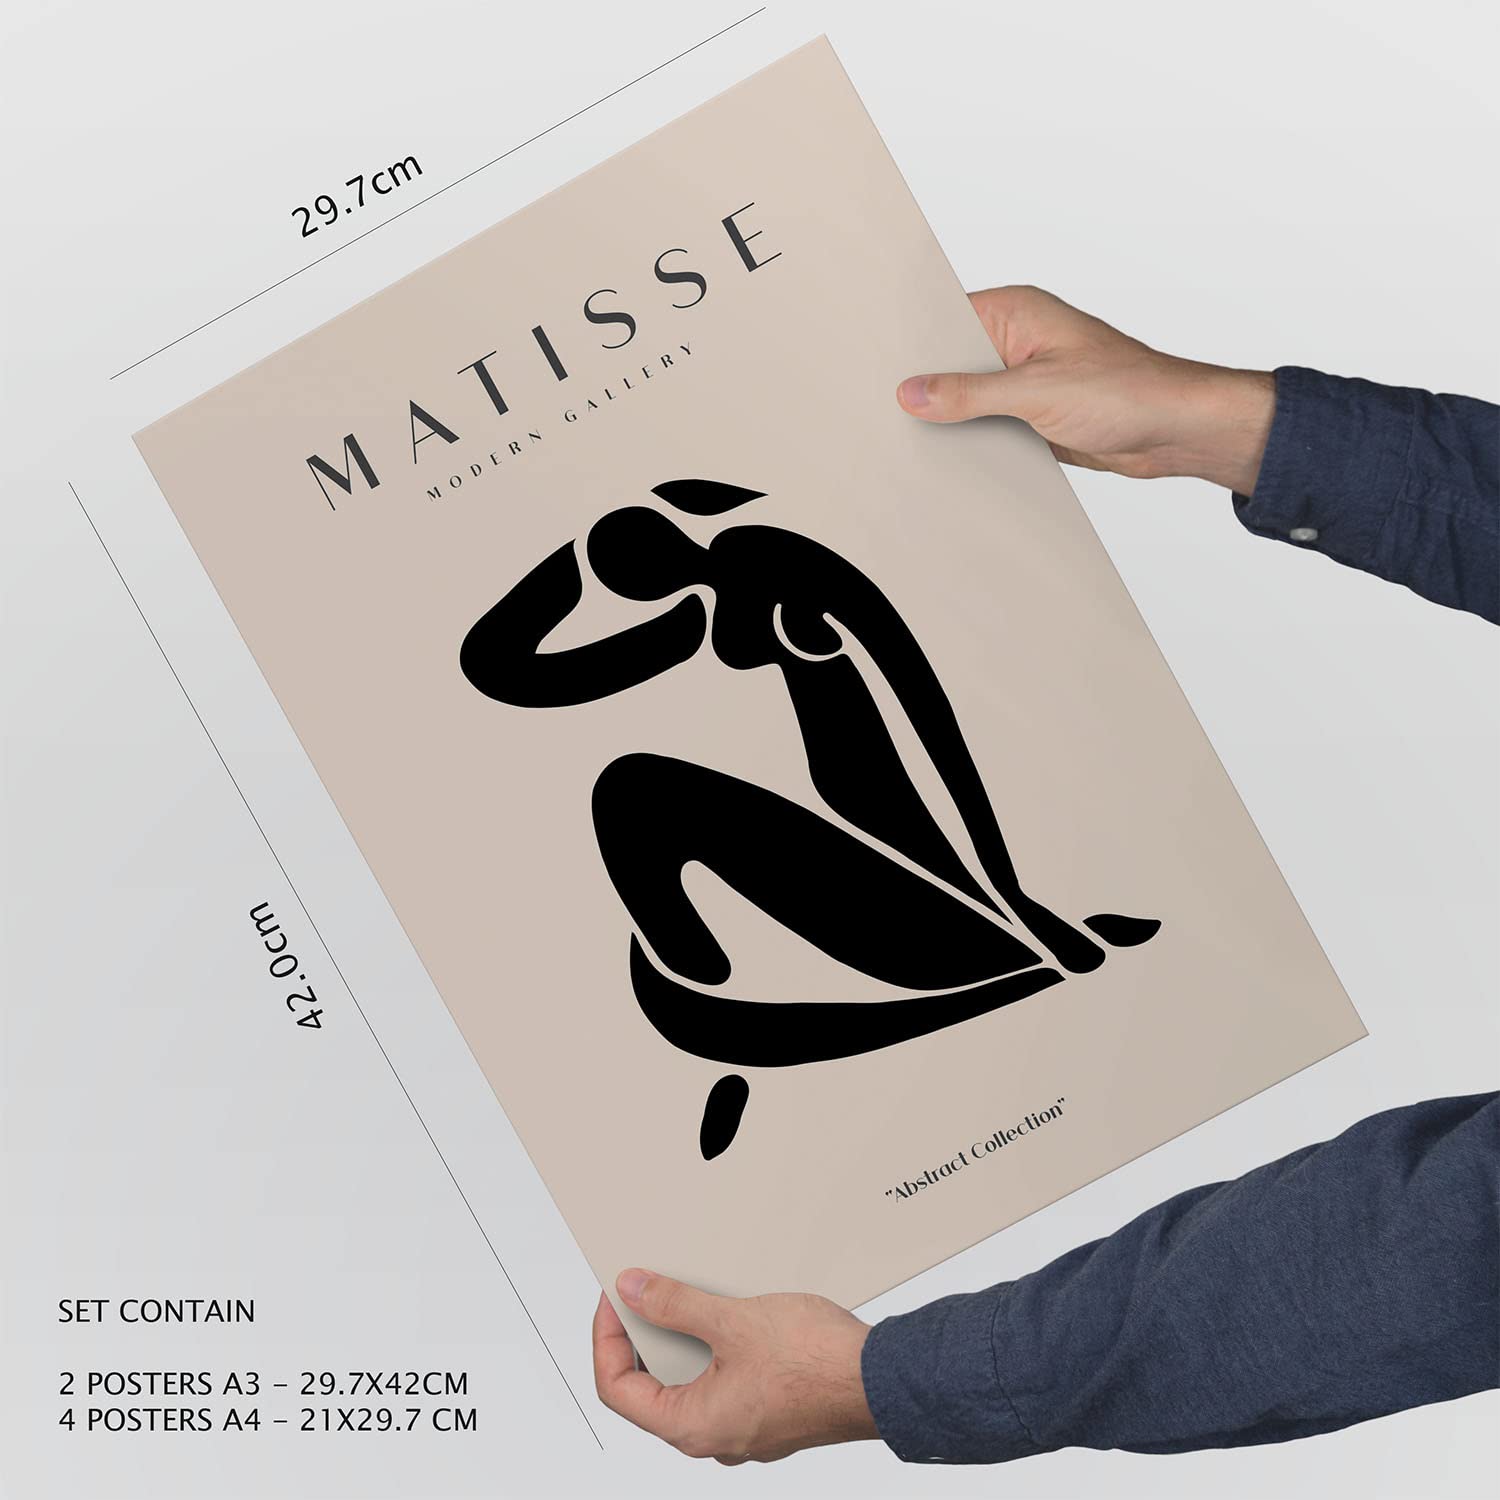 29.7cm
MATISSE
MODERN GALLERY
42.0cm
"Abstract Collection"
SET CONTAIN
2 POSTERS A3 – 29.7X42CM
4 POSTERS A4 – 21X29.7 CM